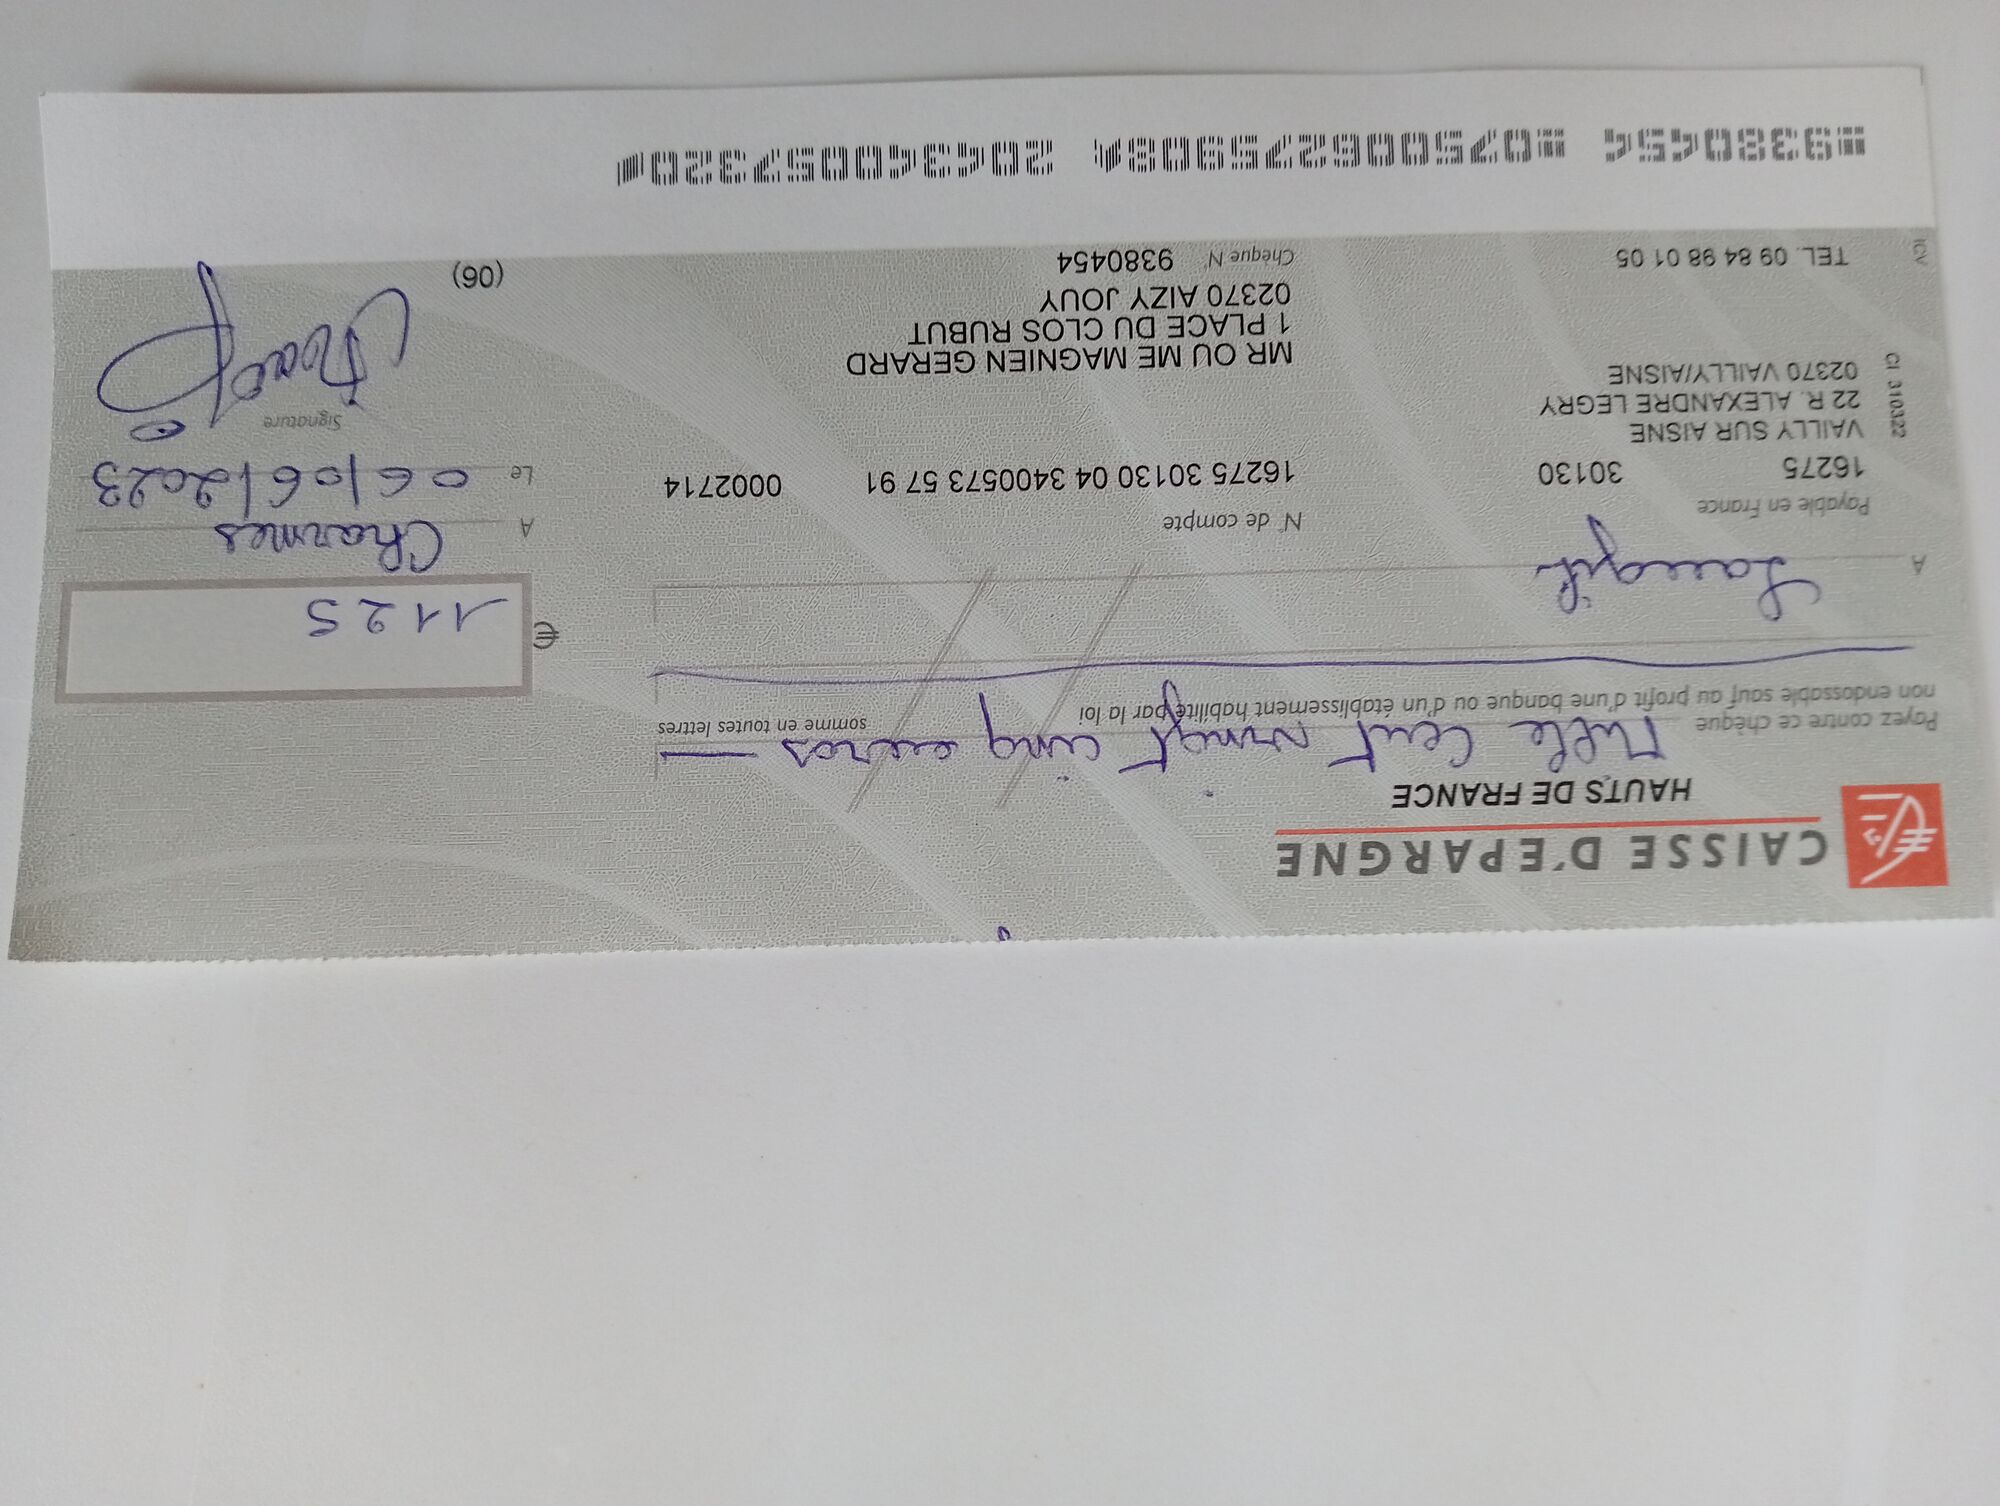 CAISSE D'EPARGNE
HAUTS DE FRANCE
Payez contre ce chèque Mille Cent vingt cinq euros
non endossable sauf au profit d'une banque ou d'un établissement habilité par la loi somme en toutes lettres
€ 1125
A
A Charmes
Payable en France N° de compte Le 06/06/2023
16275 30130 16275 30130 04 3400573 57 91 0002714
VAILLY SUR AISNE
22 R. ALEXANDRE LEGRY
02370 VAILLY/AISNE
CI 310322
Signature
MR OU ME MAGNIEN GERARD
1 PLACE DU CLOS RUBUT
02370 AIZY JOUY
TEL. 09 84 98 01 05 Chèque N° 9380454 (06)
ICV